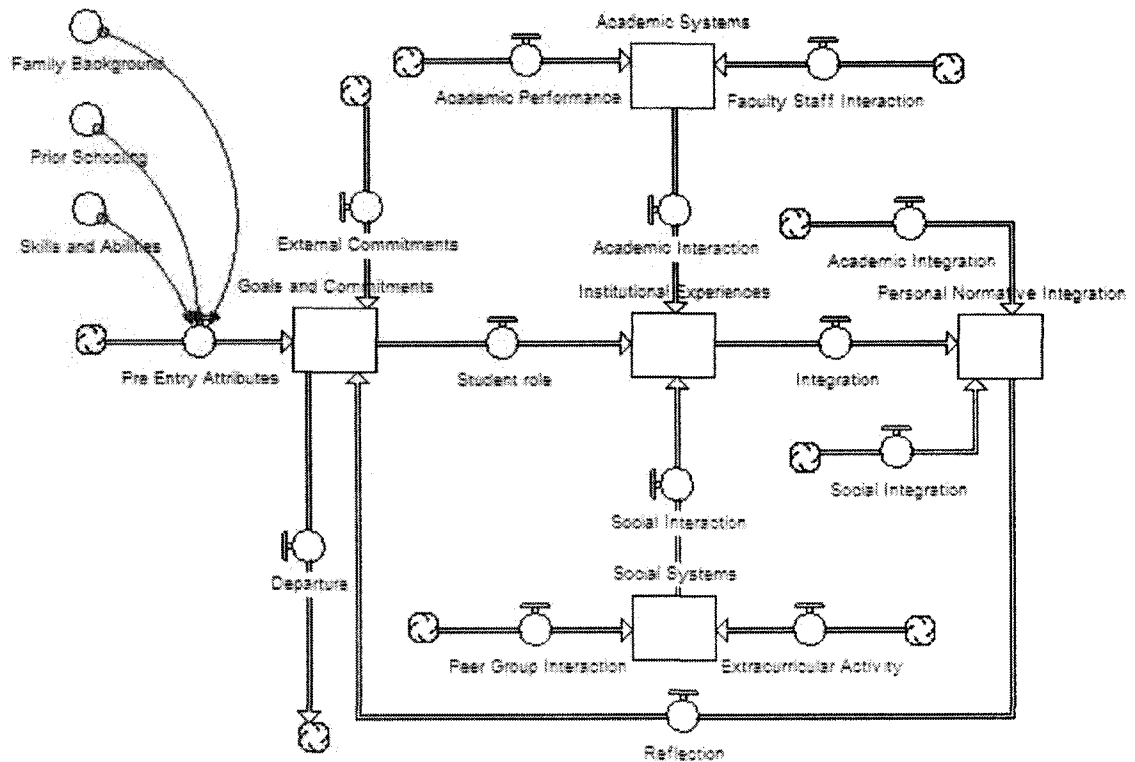 Academic Systems
Family Background
Academic Performance
Faculty Staff Interaction
Prior Schooling
Skills and Abilities
External Commitments
Academic Interaction
Academic Integration
Goals and Commitments
Institutional Experiences
Personal Normative Integration
Pre Entry Attributes
Student role
Integration
Social Integration
Social Interaction
Departure
Social Systems
Peer Group Interaction
Extracurricular Activity
Reflection